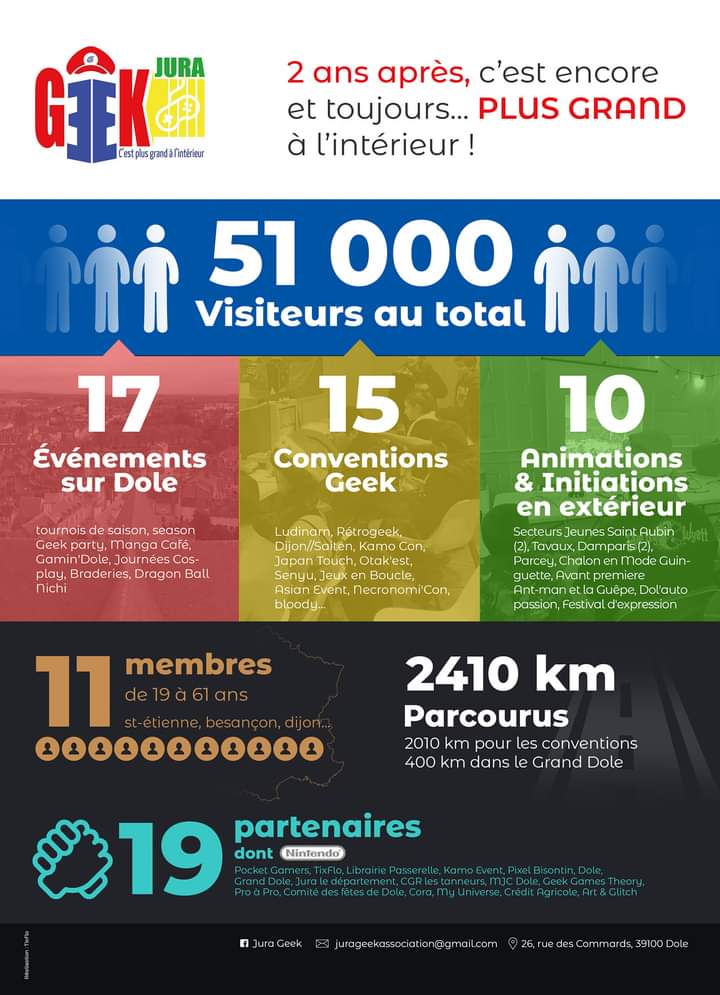 GEEK JURA
C'est plus grand à l'intérieur
2 ans après, c'est encore
et toujours... PLUS GRAND
à l'intérieur !
51 000
Visiteurs au total
17
Événements
sur Dole
tournois de saison, season
Geek party, Manga Café,
Gamin'Dole, Journées Cos-
play, Braderies, Dragon Ball
Nichi
15
Conventions
Geek
Ludinam, Rétrogeek,
Dijon//Saiten, Kamo Con,
Japan Touch, Otak'est,
Senyu, Jeux en Boucle,
Asian Event, Necronomi'Con,
bloody...
10
Animations
& Initiations
en extérieur
Secteurs Jeunes Saint Aubin
(2), Tavaux, Damparis (2),
Parcey, Chalon en Mode Guin-
guette, Avant premiere
Ant-man et la Guêpe, Dol'auto
passion, Festival d'expression
11
membres
de 19 à 61 ans
st-étienne, besançon, dijon...
2410 km
Parcourus
2010 km pour les conventions
400 km dans le Grand Dole
19
partenaires
dont Nintendo
Pocket Gamers, TixFlo, Librairie Passerelle, Kamo Event, Pixel Bisontin, Dole,
Grand Dole, Jura le département, CGR les tanneurs, MJC Dole, Geek Games Theory,
Pro à Pro, Comité des fêtes de Dole, Cora, My Universe, Crédit Agricole, Art & Glitch
Jura Geek jurageekassociation@gmail.com 26, rue des Commards, 39100 Dole
Réalisation : TixFlo